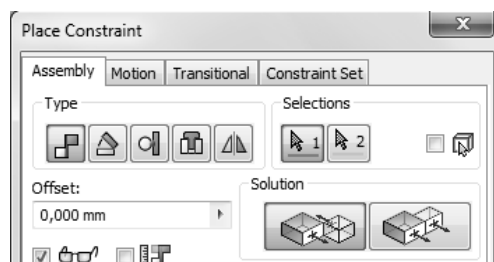 Place Constraint
Assembly Motion Transitional Constraint Set
Type
Selections
1 2
Offset:
Solution
0,000 mm